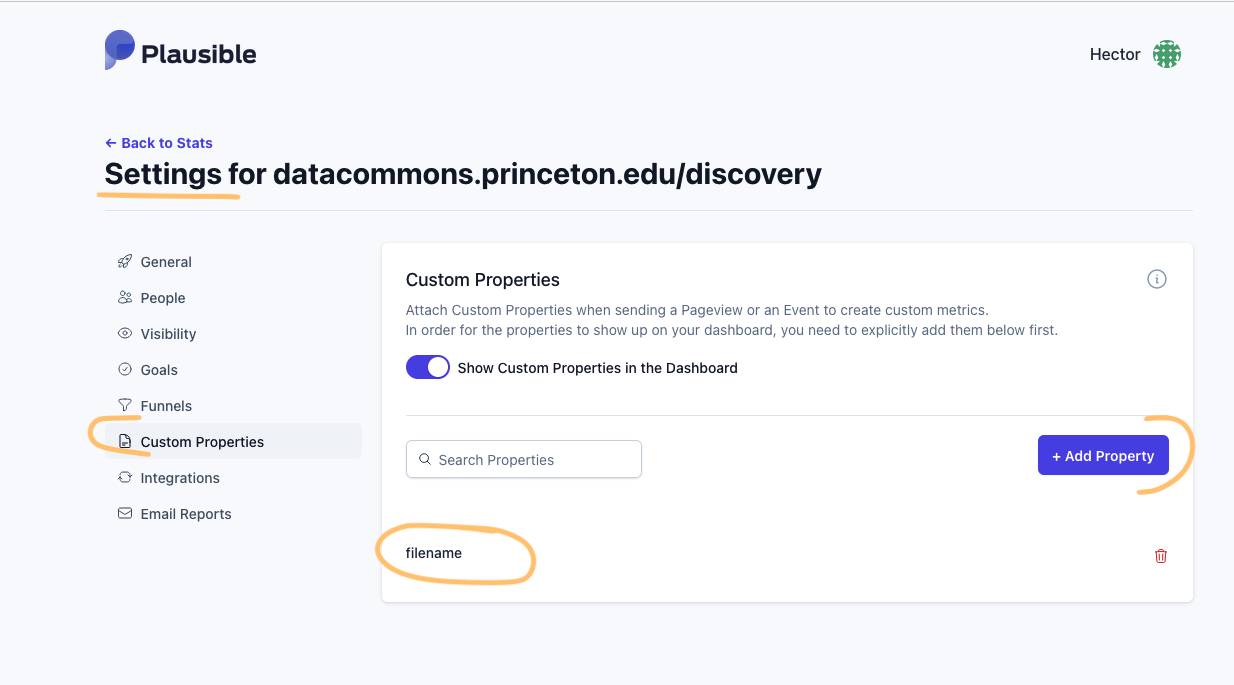 Plausible
Hector
← Back to Stats
Settings for datacommons.princeton.edu/discovery
General
People
Visibility
Goals
Funnels
Custom Properties
Integrations
Email Reports
Custom Properties
Attach Custom Properties when sending a Pageview or an Event to create custom metrics.
In order for the properties to show up on your dashboard, you need to explicitly add them below first.
Show Custom Properties in the Dashboard
Search Properties
+ Add Property
filename